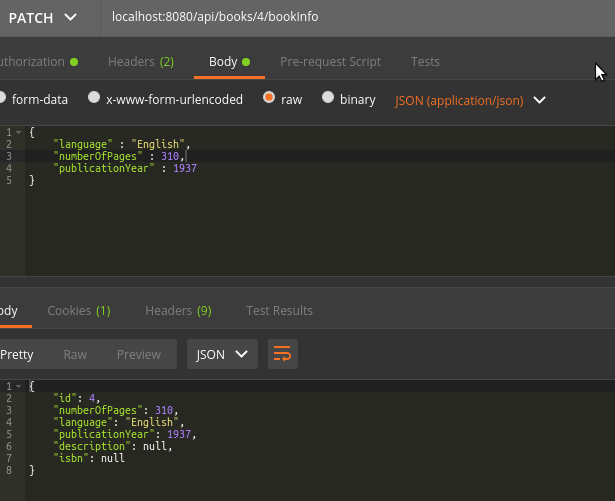 PATCH localhost:8080/api/books/4/bookInfo
uthorization Headers (2) Body Pre-request Script Tests
form-data x-www-form-urlencoded raw binary JSON (application/json)
1 {
2 "language" : "English",
3 "numberOfPages" : 310,
4 "publicationYear" : 1937
5 }
ody Cookies (1) Headers (9) Test Results
Pretty Raw Preview JSON
1 {
2 "id": 4,
3 "numberOfPages": 310,
4 "language": "English",
5 "publicationYear": 1937,
6 "description": null,
7 "isbn": null
8 }